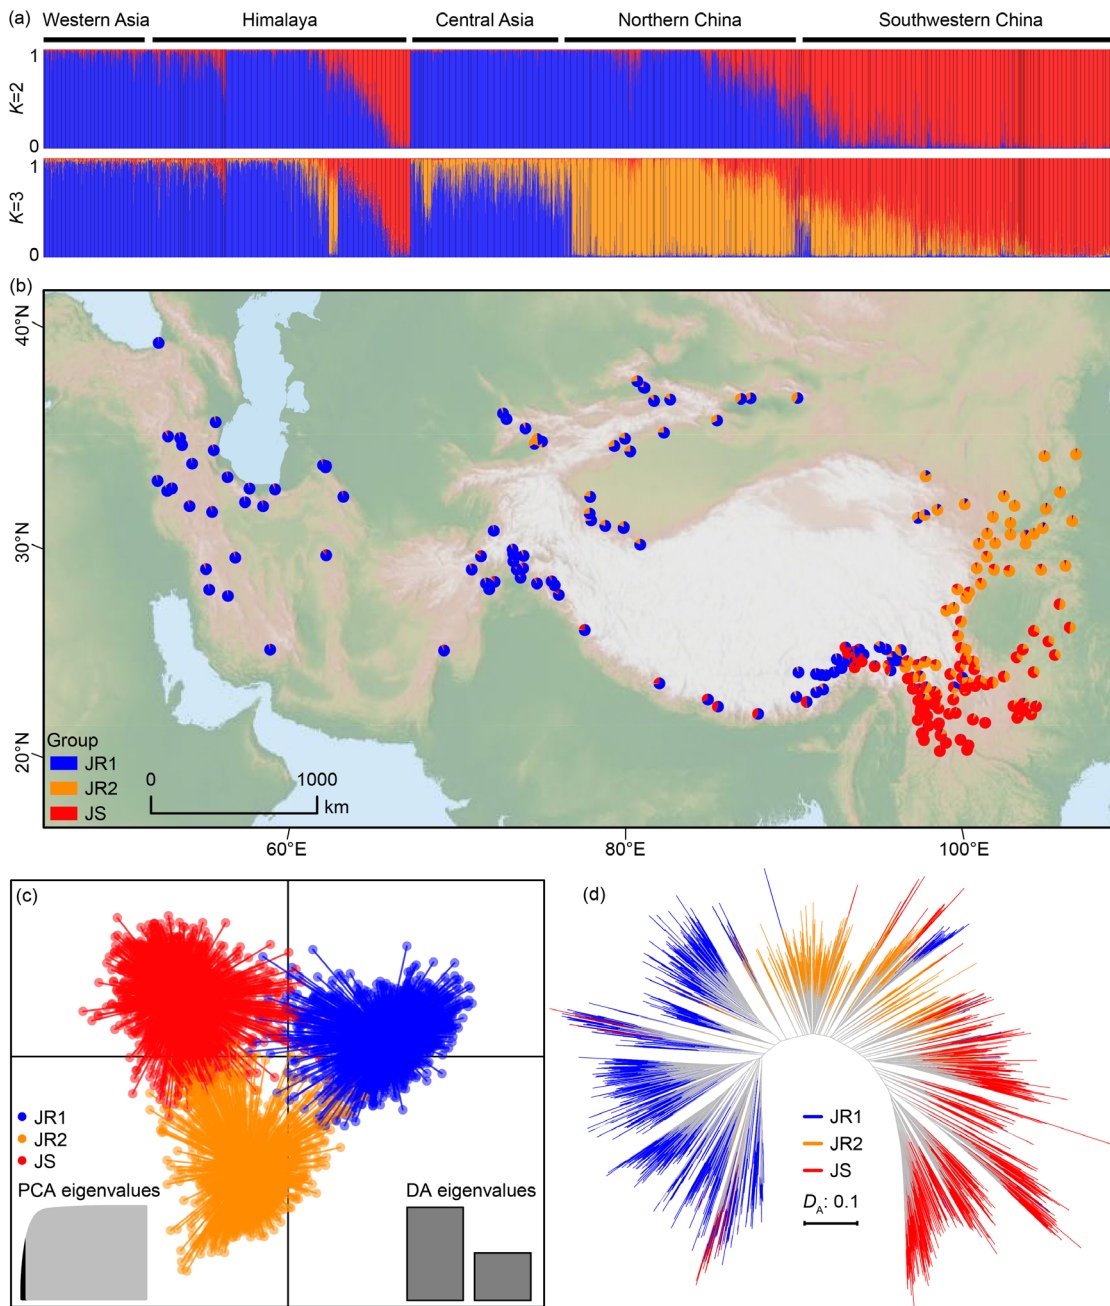 (a)
Western Asia
Himalaya
Central Asia
Northern China
Southwestern China
1
K=2
0
1
K=3
0
(b)
40°N
30°N
20°N
Group
JR1
JR2
JS
0
1000
km
60°E
80°E
100°E
(c)
JR1
JR2
JS
PCA eigenvalues
DA eigenvalues
(d)
JR1
JR2
JS
DA: 0.1